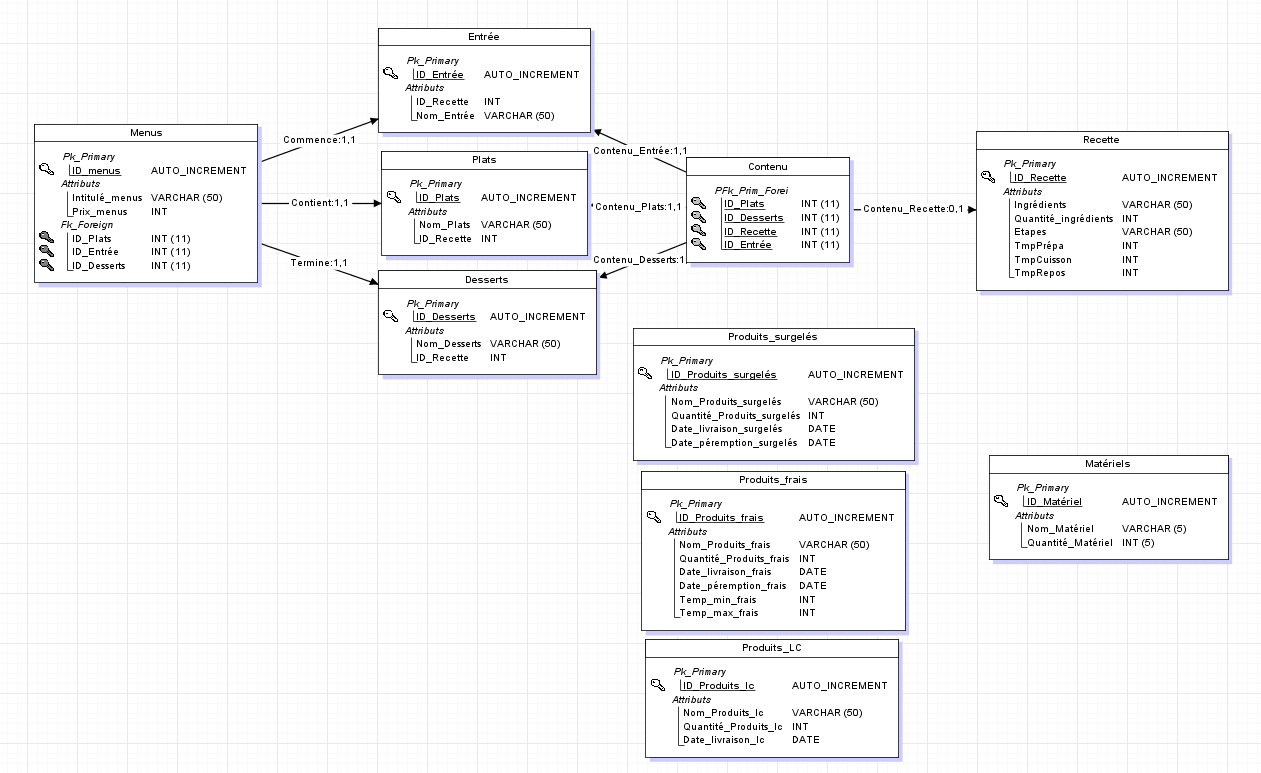 Entrée
Pk_Primary
ID_Entrée AUTO_INCREMENT
Attributs
ID_Recette INT
Nom_Entrée VARCHAR (50)
Menus
Pk_Primary
ID_menus AUTO_INCREMENT
Attributs
Intitulé_menus VARCHAR (50)
Prix_menus INT
Fk_Foreign
ID_Plats INT (11)
ID_Entrée INT (11)
ID_Desserts INT (11)
Commence:1,1
Contient:1,1
Termine:1,1
Plats
Pk_Primary
ID_Plats AUTO_INCREMENT
Attributs
Nom_Plats VARCHAR (50)
ID_Recette INT
Desserts
Pk_Primary
ID_Desserts AUTO_INCREMENT
Attributs
Nom_Desserts VARCHAR (50)
ID_Recette INT
Contenu_Entrée:1,1
Contenu_Plats:1,1
Contenu_Desserts:1,
Contenu
PFk_Prim_Forei
ID_Plats INT (11)
ID_Desserts INT (11)
ID_Recette INT (11)
ID_Entrée INT (11)
Contenu_Recette:0,1
Recette
Pk_Primary
ID_Recette AUTO_INCREMENT
Attributs
Ingrédients VARCHAR (50)
Quantité_ingrédients INT
Etapes VARCHAR (50)
TmpPrépa INT
TmpCuisson INT
TmpRepos INT
Produits_surgelés
Pk_Primary
ID_Produits_surgelés AUTO_INCREMENT
Attributs
Nom_Produits_surgelés VARCHAR (50)
Quantité_Produits_surgelés INT
Date_livraison_surgelés DATE
Date_péremption_surgelés DATE
Produits_frais
Pk_Primary
ID_Produits_frais AUTO_INCREMENT
Attributs
Nom_Produits_frais VARCHAR (50)
Quantité_Produits_frais INT
Date_livraison_frais DATE
Date_péremption_frais DATE
Temp_min_frais INT
Temp_max_frais INT
Matériels
Pk_Primary
ID_Matériel AUTO_INCREMENT
Attributs
Nom_Matériel VARCHAR (5)
Quantité_Matériel INT (5)
Produits_LC
Pk_Primary
ID_Produits_lc AUTO_INCREMENT
Attributs
Nom_Produits_lc VARCHAR (50)
Quantité_Produits_lc INT
Date_livraison_lc DATE